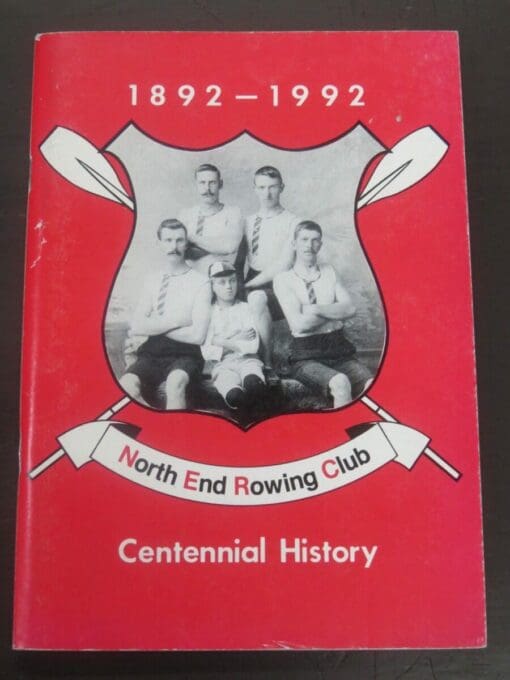 1892 – 1992
North End Rowing Club
Centennial History